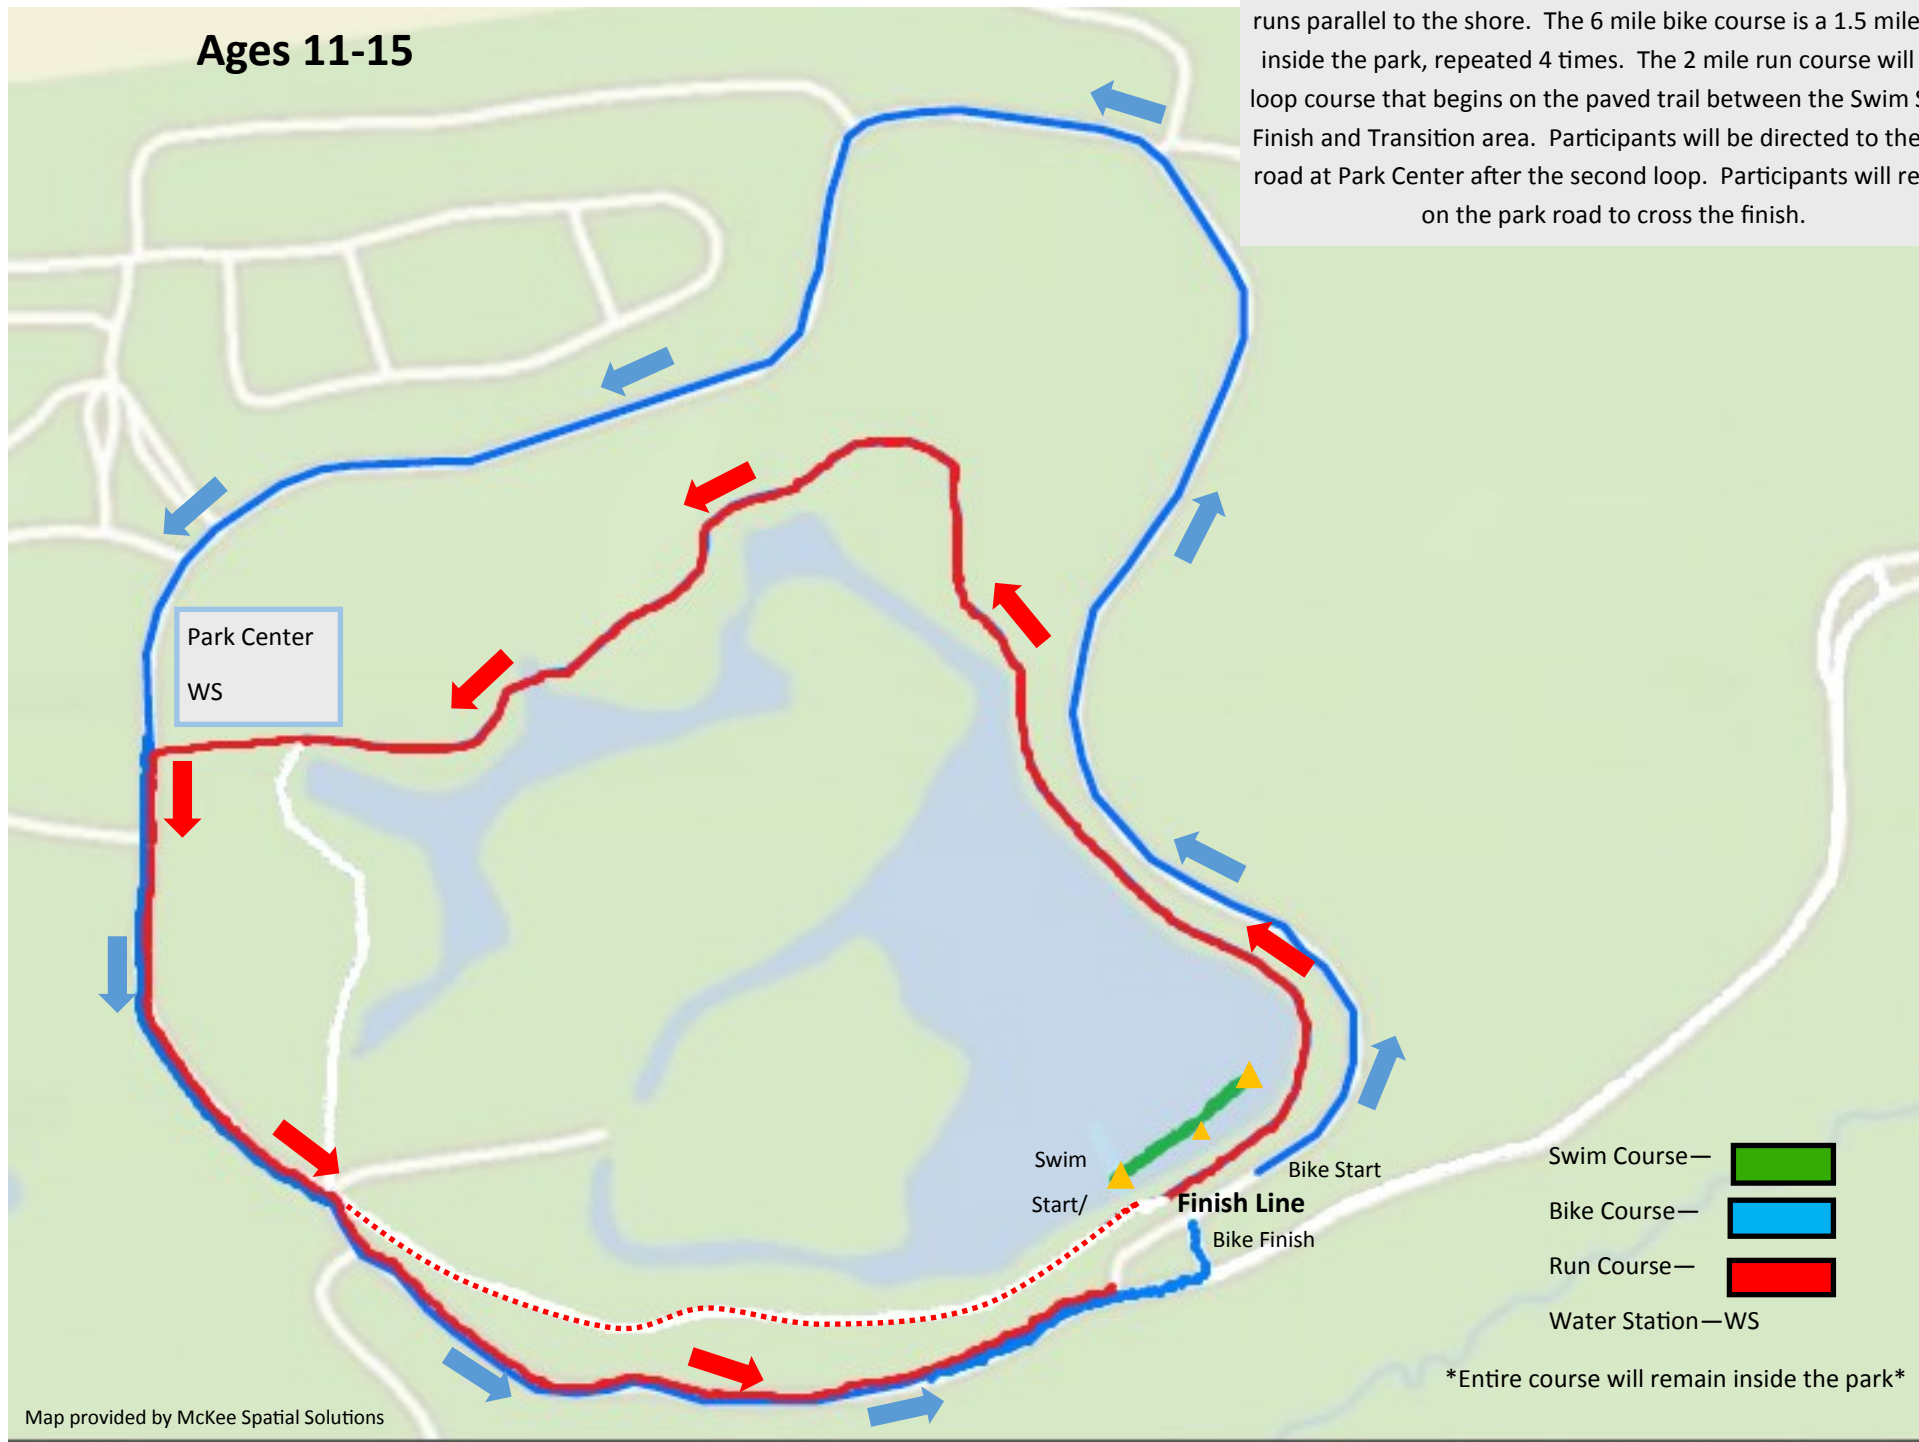 Ages 11-15
runs parallel to the shore. The 6 mile bike course is a 1.5 mile
inside the park, repeated 4 times. The 2 mile run course will
loop course that begins on the paved trail between the Swim
Finish and Transition area. Participants will be directed to the
road at Park Center after the second loop. Participants will
on the park road to cross the finish.
Park Center
WS
Swim
Start/
Bike Start
Finish Line
Bike Finish
Swim Course—
Bike Course—
Run Course—
Water Station—WS
*Entire course will remain inside the park*
Map provided by McKee Spatial Solutions